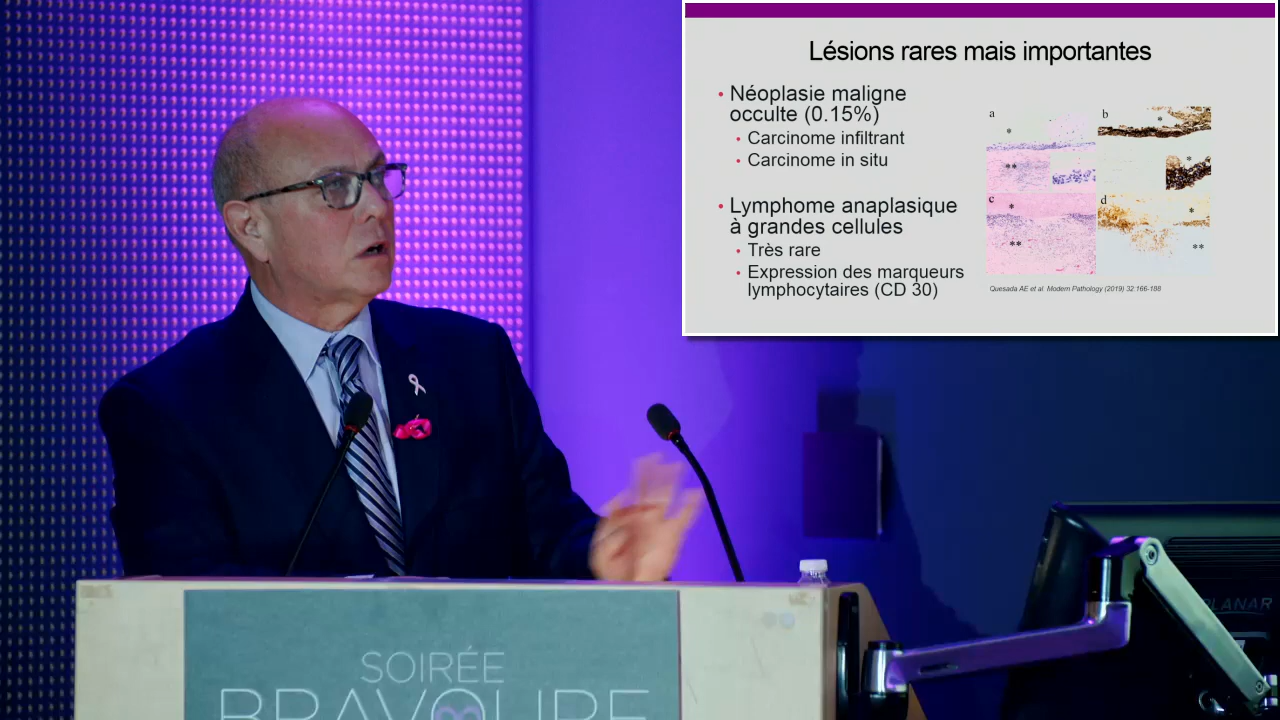 Lésions rares mais importantes
• Néoplasie maligne
occulte (0.15%)
• Carcinome infiltrant
• Carcinome in situ
• Lymphome anaplasique
à grandes cellules
• Très rare
• Expression des marqueurs
lymphocytaires (CD 30)
a
*
**
b
*
*
c
*
**
d
*
**
Quesada AE et al Modern Pathology (2019) 32:166-188
PLANAR
SOIRÉE
BRAVOURE